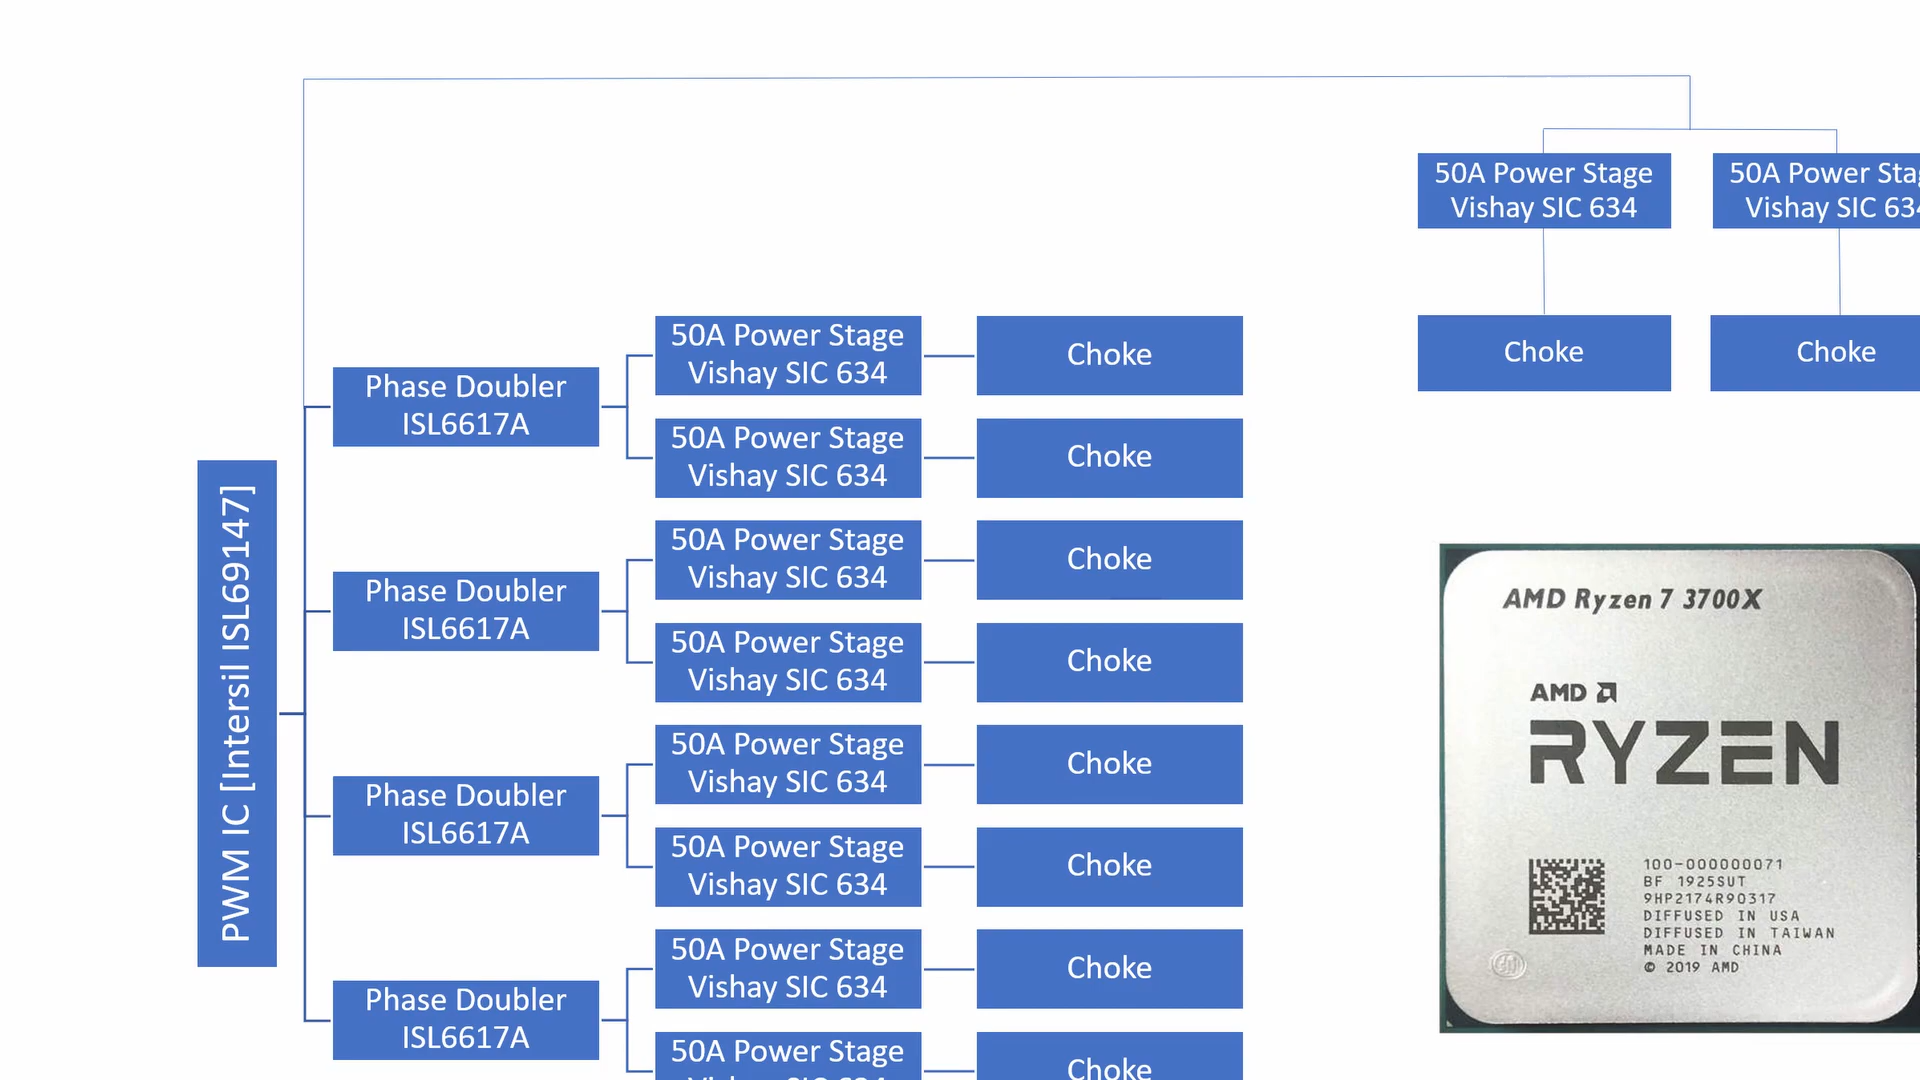 50A Power Stage
Vishay SIC 634
50A Power
Vishay SIC
Choke
Choke
PWM IC [Intersil ISL69147]
Phase Doubler
ISL6617A
50A Power Stage
Vishay SIC 634
Choke
50A Power Stage
Vishay SIC 634
Choke
Phase Doubler
ISL6617A
50A Power Stage
Vishay SIC 634
Choke
50A Power Stage
Vishay SIC 634
Choke
Phase Doubler
ISL6617A
50A Power Stage
Vishay SIC 634
Choke
50A Power Stage
Vishay SIC 634
Choke
Phase Doubler
ISL6617A
50A Power Stage
Vishay SIC 634
Choke
50A Power Stage
Choke
AMD Ryzen 7 3700X
AMD
RYZEN
100-000000071
BF 1925SUT
9HP2174R90317
DIFFUSED IN USA
DIFFUSED IN TAIWAN
MADE IN CHINA
© 2019 AMD